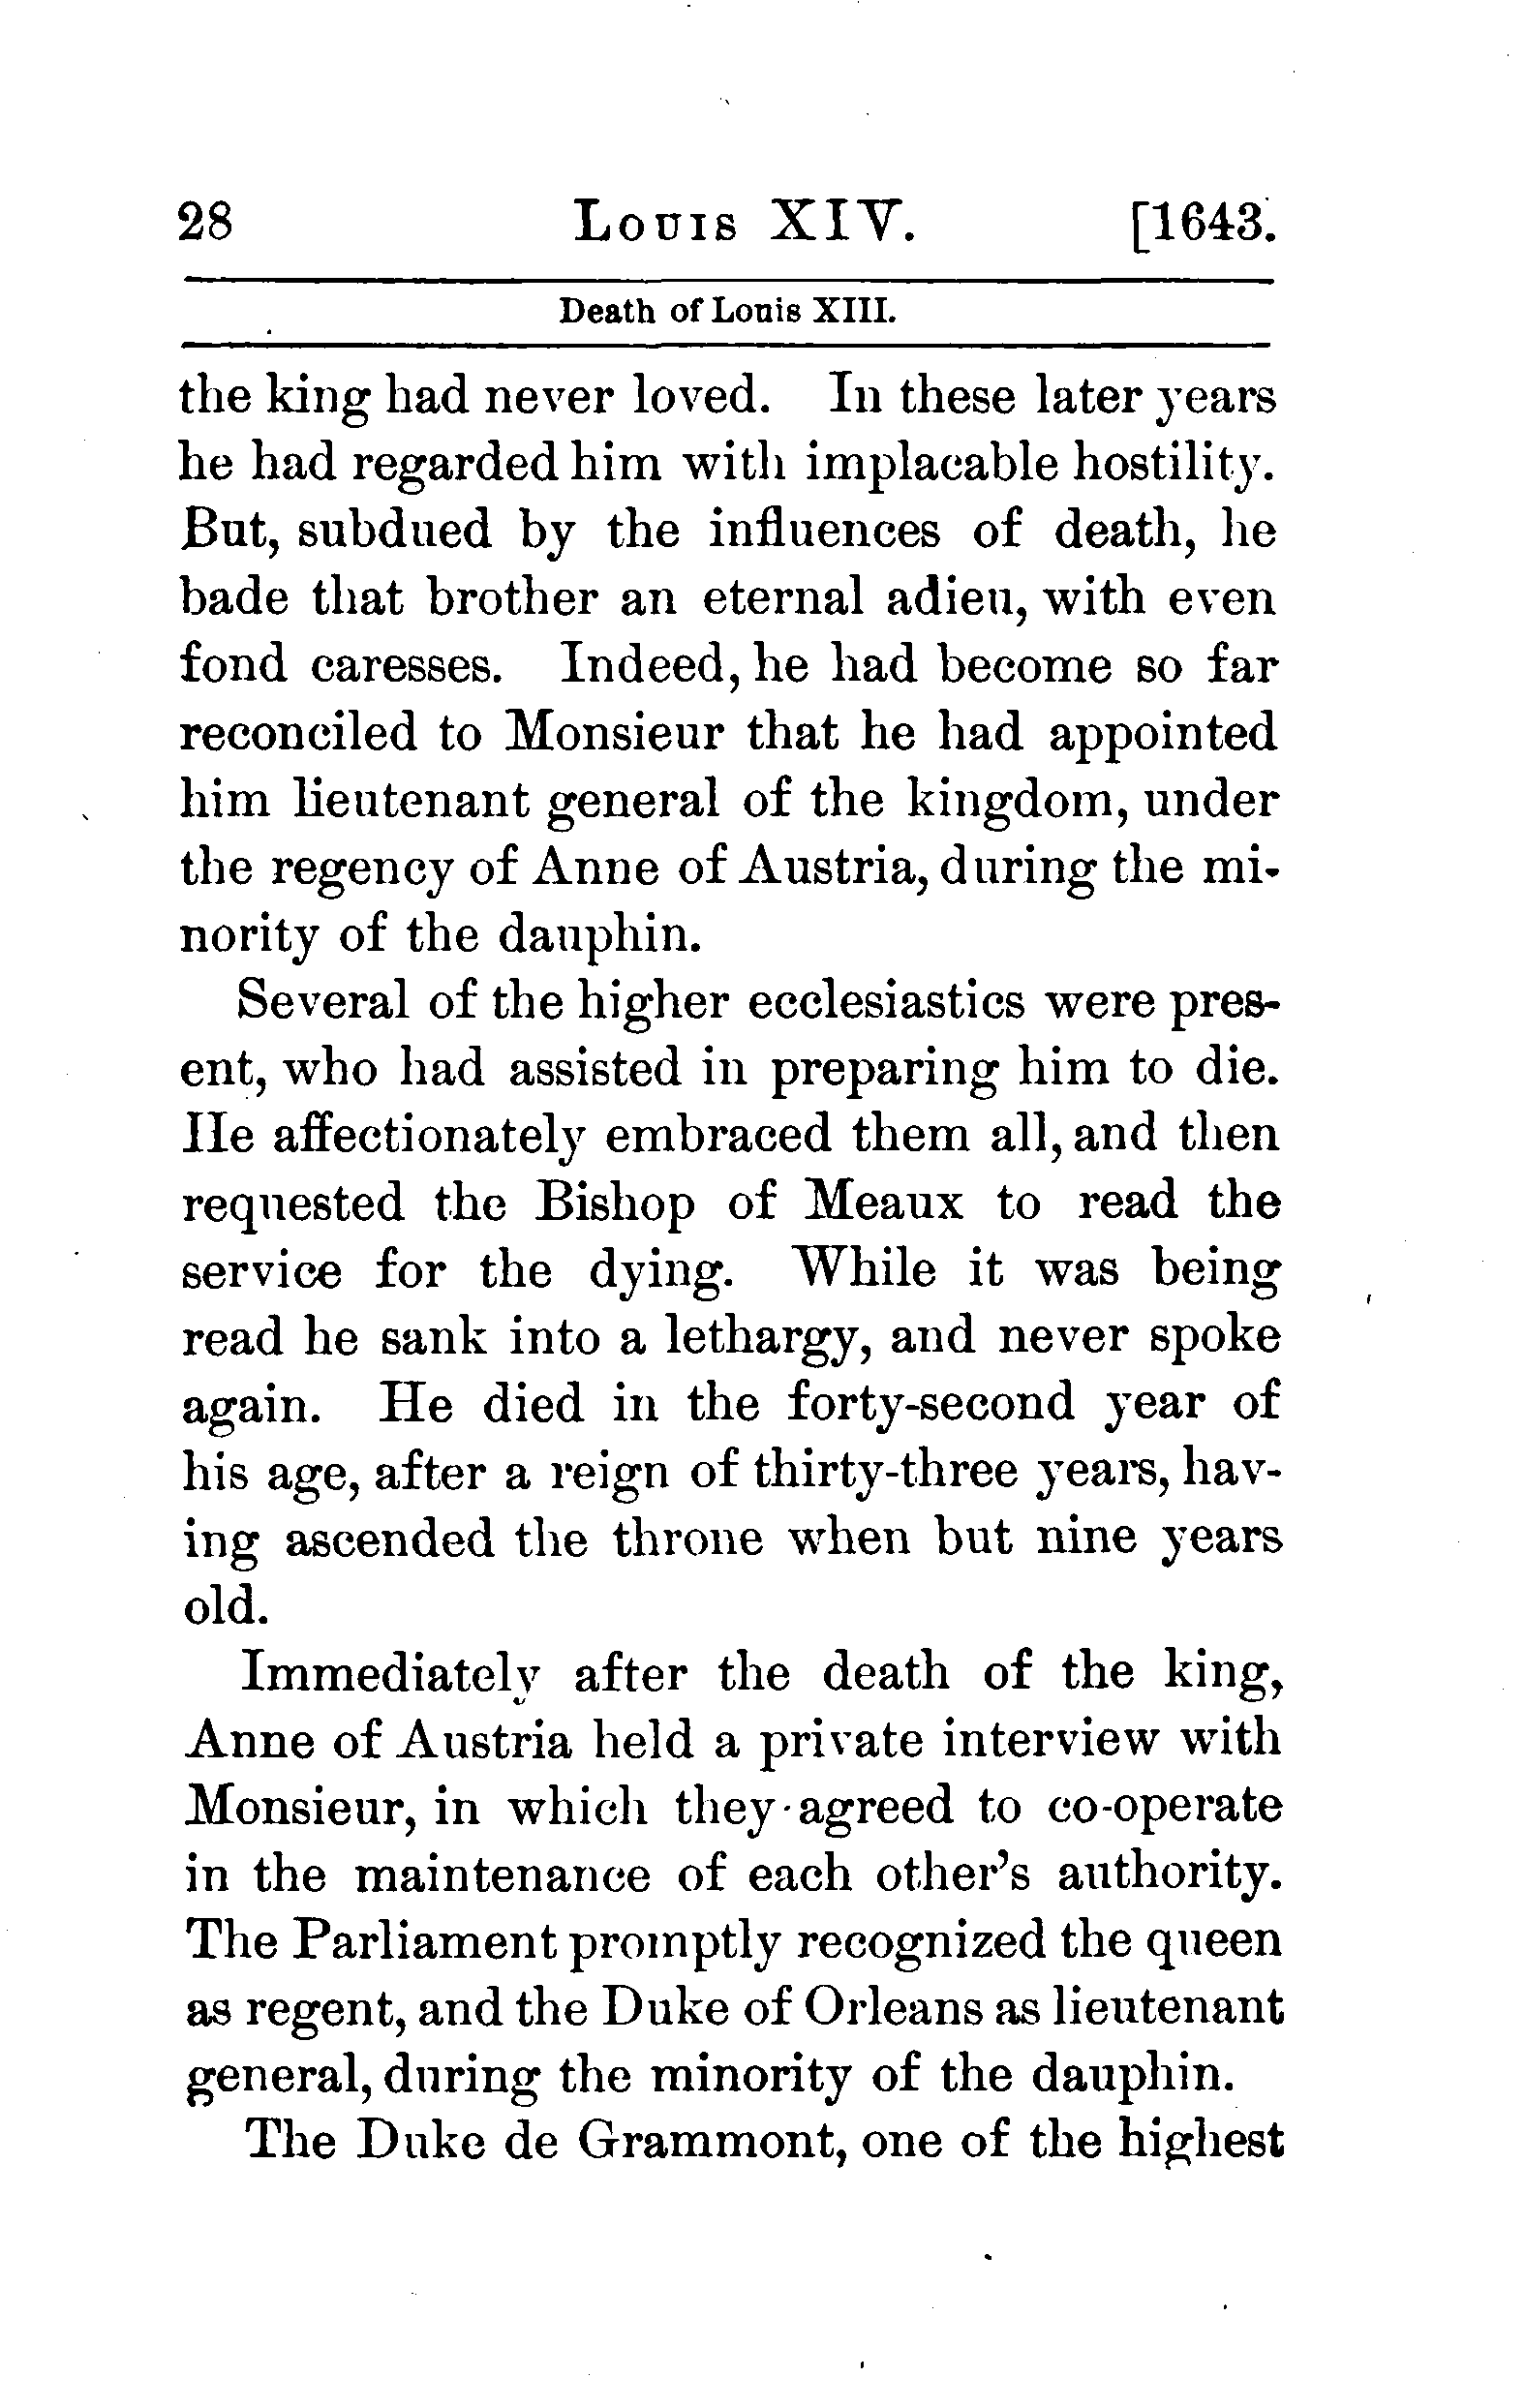 28 Louis XIV. [1643.
Death of Louis XIII.
the king had never loved. In these later years
he had regarded him with implacable hostility.
But, subdued by the influences of death, he
bade that brother an eternal adieu, with even
fond caresses. Indeed, he had become so far
reconciled to Monsieur that he had appointed
him lieutenant general of the kingdom, under
the regency of Anne of Austria, during the mi-
nority of the dauphin.
Several of the higher ecclesiastics were pres-
ent, who had assisted in preparing him to die.
He affectionately embraced them all, and then
requested the Bishop of Meaux to read the
service for the dying. While it was being
read he sank into a lethargy, and never spoke
again. He died in the forty-second year of
his age, after a reign of thirty-three years, hav-
ing ascended the throne when but nine years
old.
Immediately after the death of the king,
Anne of Austria held a private interview with
Monsieur, in which they agreed to co-operate
in the maintenance of each other's authority.
The Parliament promptly recognized the queen
as regent, and the Duke of Orleans as lieutenant
general, during the minority of the dauphin.
The Duke de Grammont, one of the highest